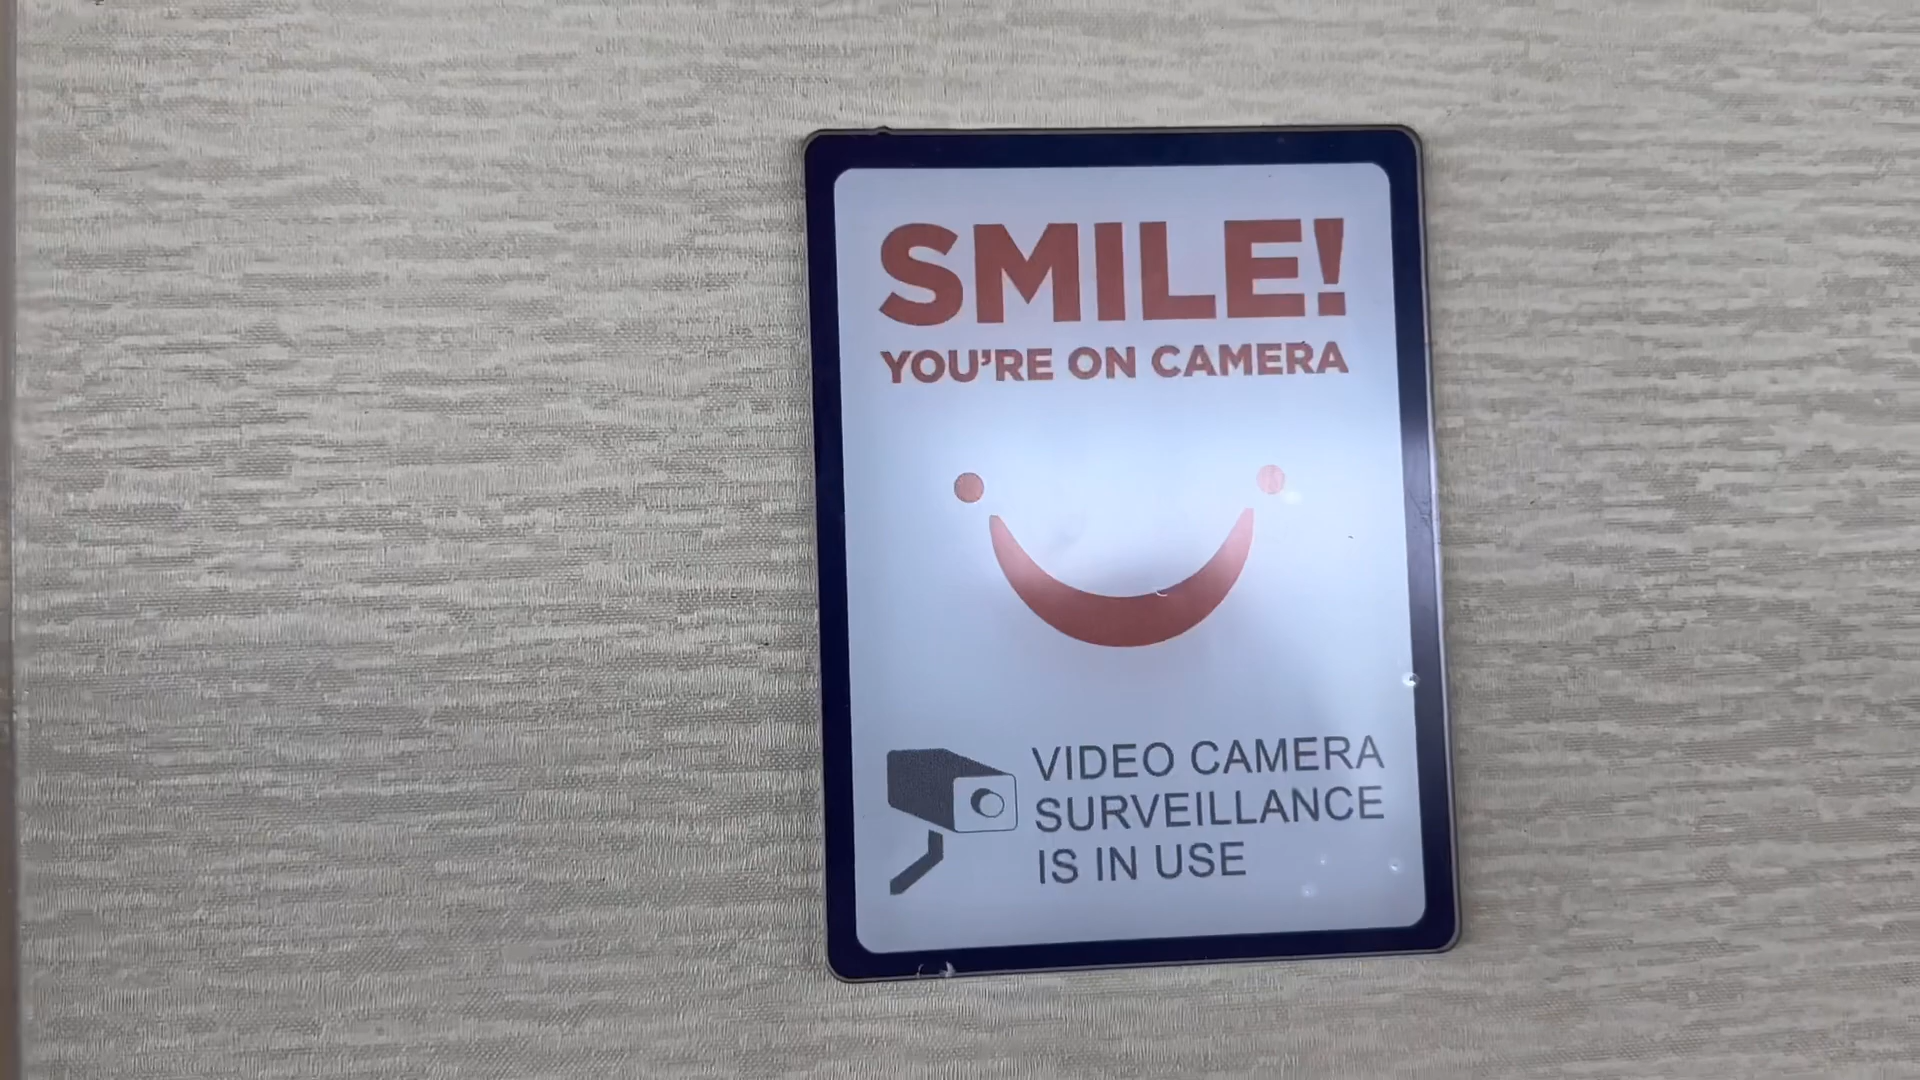 SMILE!
YOU'RE ON CAMERA
VIDEO CAMERA
SURVEILLANCE
IS IN USE